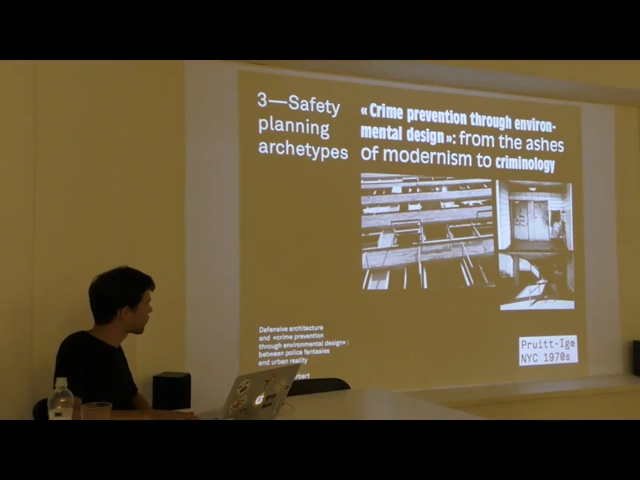 3—Safety
planning
archetypes
«Crime prevention through environ-
mental design»: from the ashes
of modernism to criminology
Defensive architecture
and «crime prevention
through environmental design»:
between police fantasies
and urban reality
Pruitt-Igo
NYC 1970s